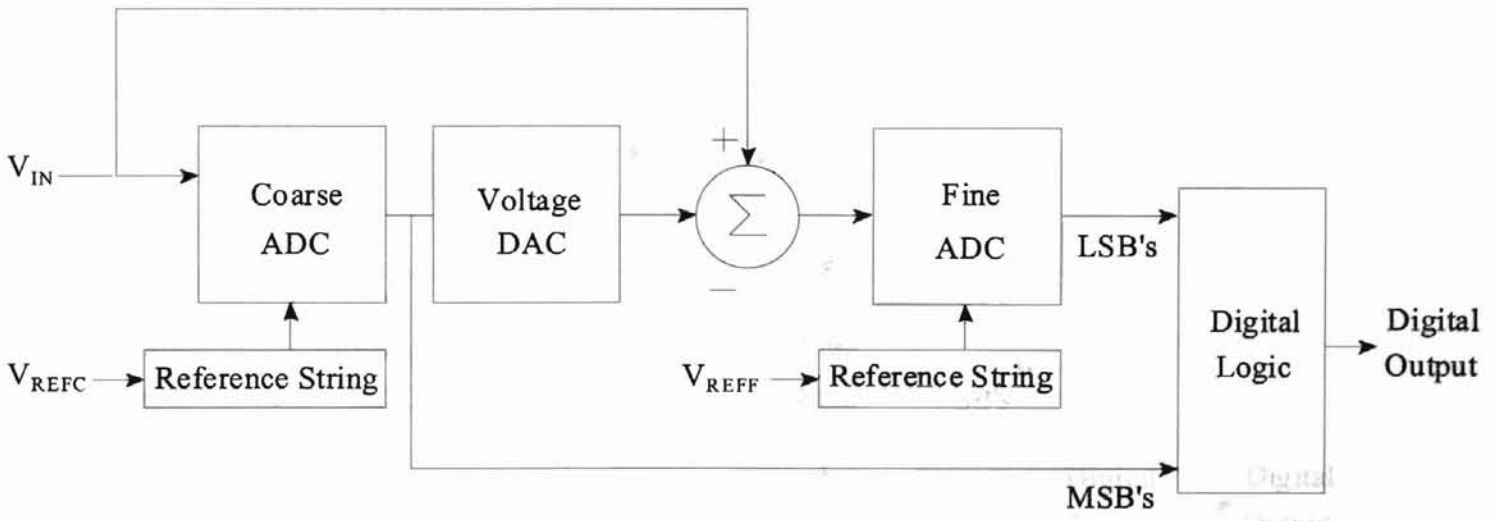 V_IN
Coarse
ADC
Voltage
DAC
+
Σ
−
Fine
ADC
LSB's
Digital
Logic
Digital
Output
V_REFC
Reference String
V_REFF
Reference String
MSB's
Digital